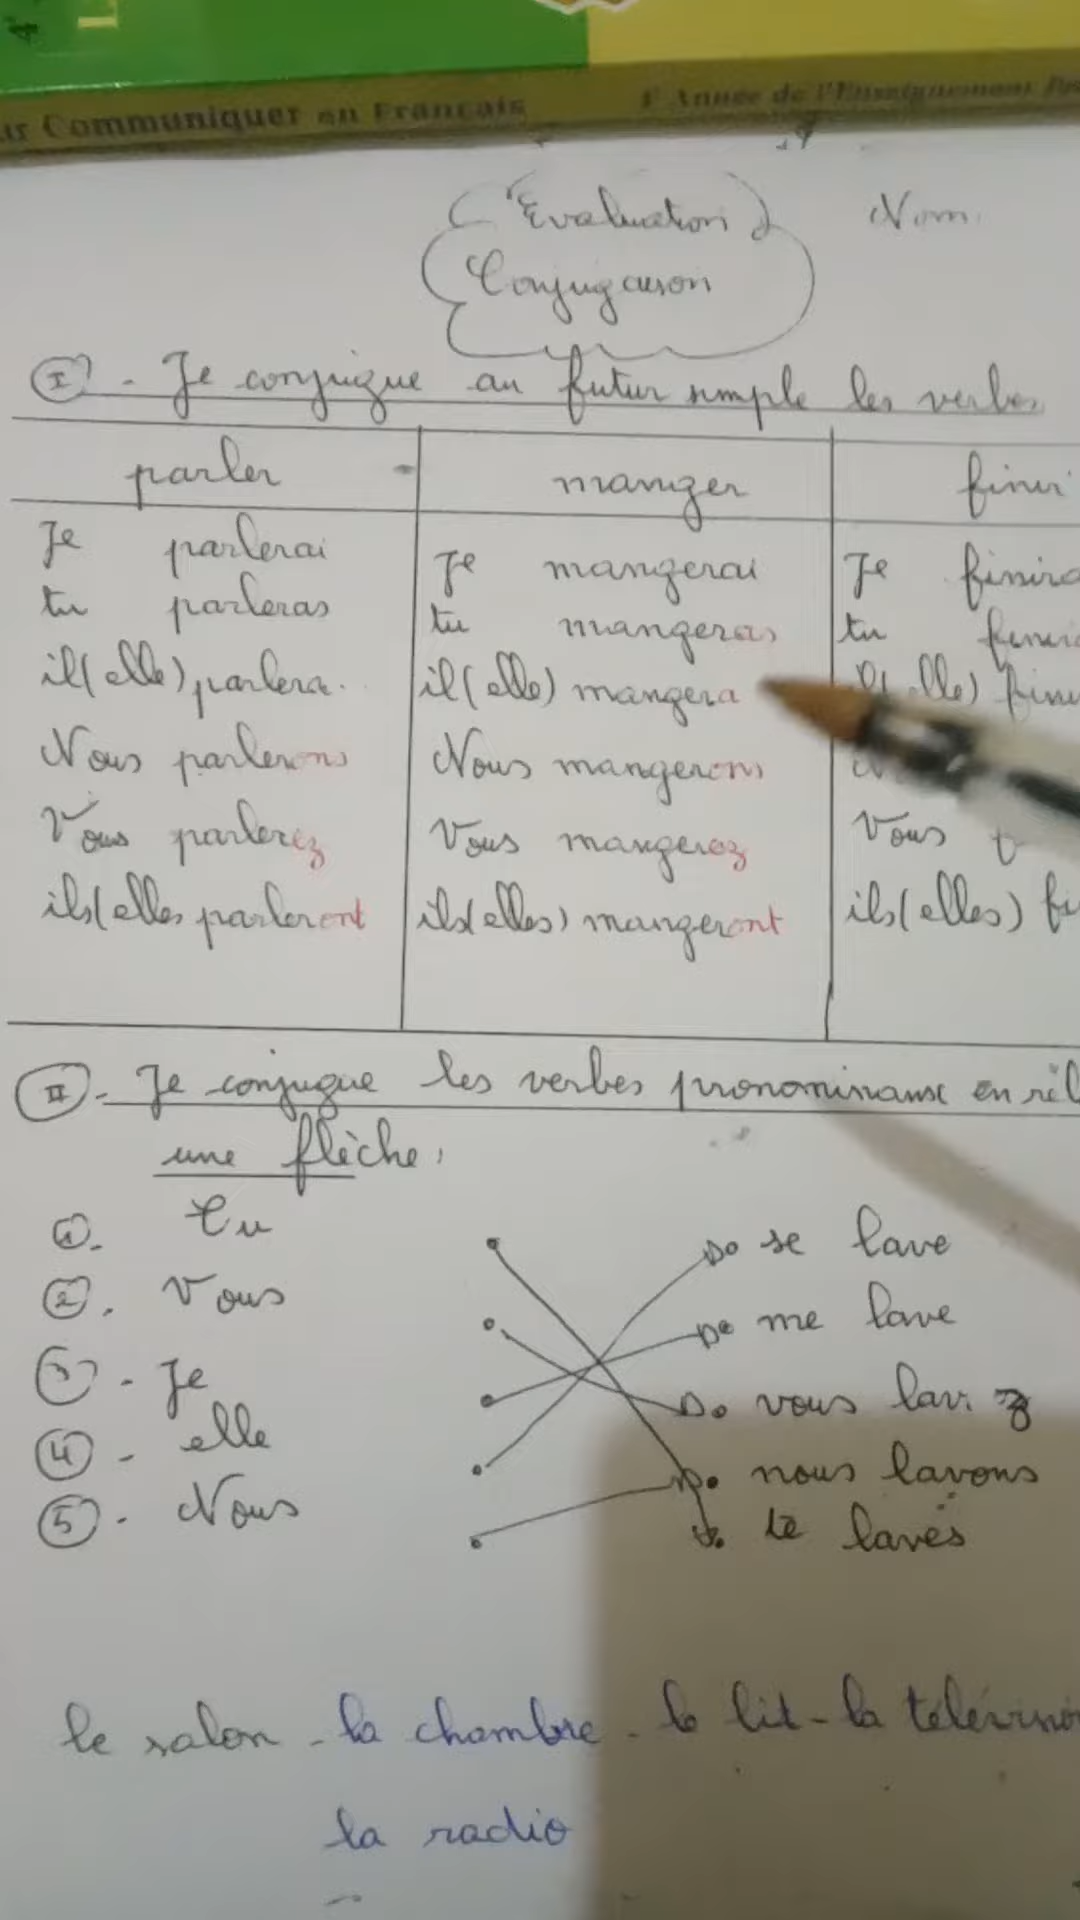 Communiquer en Français
Année de l'Enseignement
Evaluation
Conjugaison
Nom
I - Je conjugue au futur simple les verbes
parler manger finir
Je parlerai Je mangerai Je
tu parleras tu mangeras tu
il(elle) parlera. il(elle) mangera
Nous parlerons Nous mangerons
Vous parlerez Vous mangerez Vous
ils(elles parleront ils(elles) mangeront ils(elles)
II - Je conjugue les verbes pronominaux en
une flèche.
1. Tu se lave
2. Vous me lave
3 - Je vous
4 - elle nous lavons
5 - Nous te laves
le salon - la chambre - le lit - la
la radio